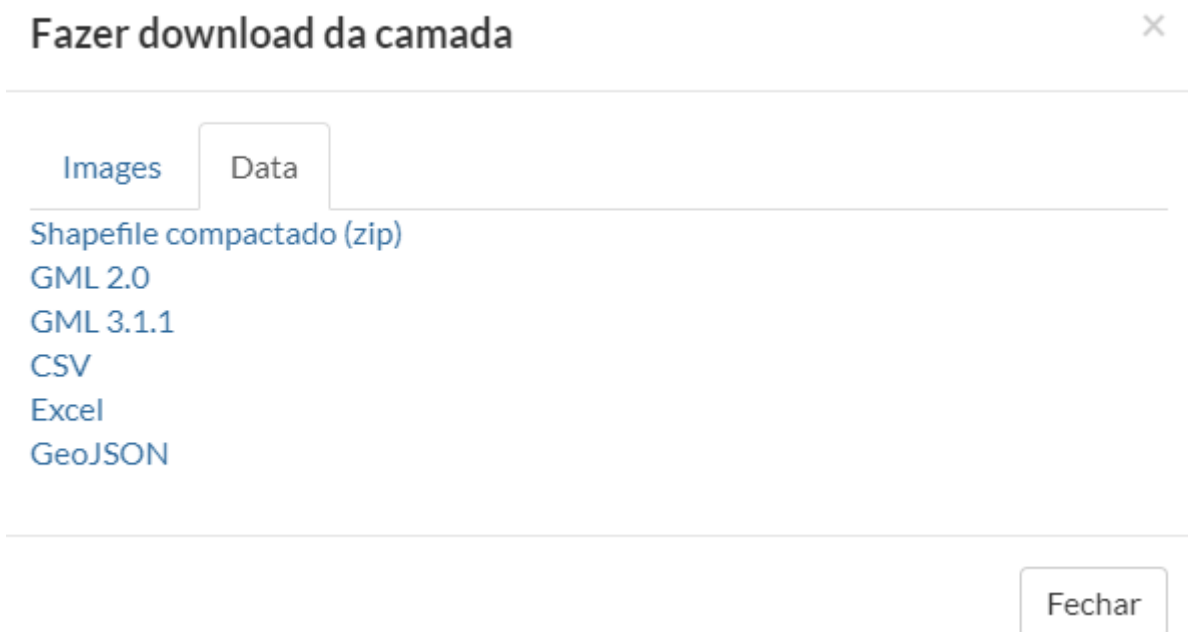 Fazer download da camada ×
Images Data
Shapefile compactado (zip)
GML 2.0
GML 3.1.1
CSV
Excel
GeoJSON
Fechar